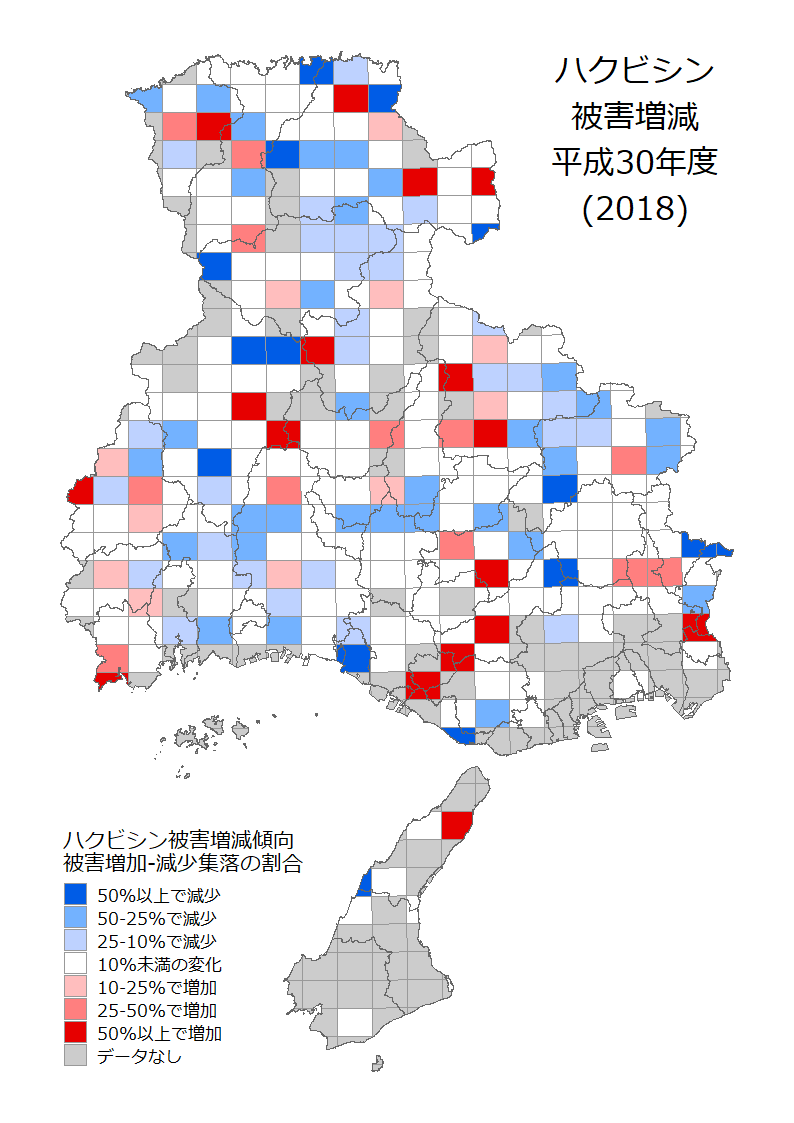 ハクビシン
被害増減
平成30年度
(2018)
ハクビシン被害増減傾向
被害増加-減少集落の割合
50%以上で減少
50-25%で減少
25-10%で減少
10%未満の変化
10-25%で増加
25-50%で増加
50%以上で増加
データなし